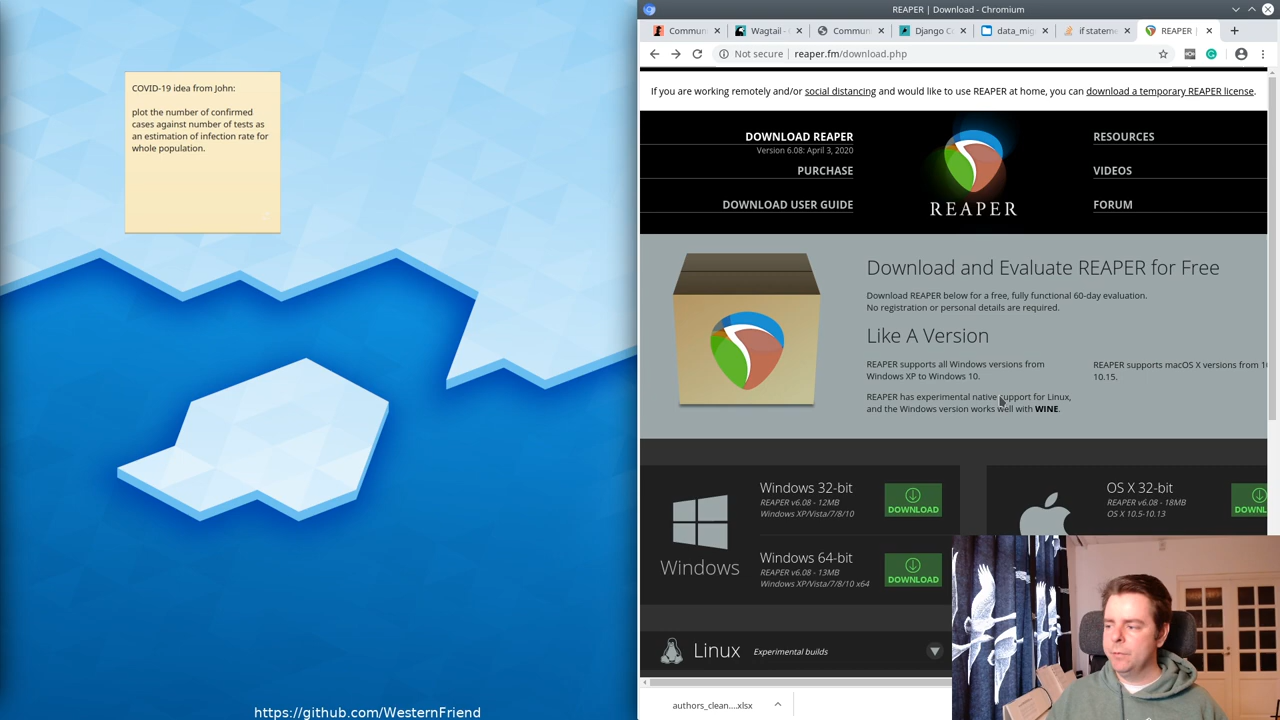 REAPER | Download - Chromium
Commun
Wagtail -
Commun
Django C
data_mig
if stateme
REAPER |
Not secure
reaper.fm/download.php
COVID-19 idea from John:
plot the number of confirmed
cases against number of tests as
an estimation of infection rate for
whole population.
If you are working remotely and/or social distancing and would like to use REAPER at home, you can download a temporary REAPER license.
DOWNLOAD REAPER
Version 6.08: April 3, 2020
PURCHASE
DOWNLOAD USER GUIDE
REAPER
RESOURCES
VIDEOS
FORUM
Download and Evaluate REAPER for Free
Download REAPER below for a free, fully functional 60-day evaluation.
No registration or personal details are required.
Like A Version
REAPER supports all Windows versions from
Windows XP to Windows 10.
REAPER has experimental native support for Linux,
and the Windows version works well with WINE.
REAPER supports macOS X versions from 10
10.15.
Windows
Windows 32-bit
REAPER v6.08 - 12MB
Windows XP/Vista/7/8/10
DOWNLOAD
Windows 64-bit
REAPER v6.08 - 13MB
Windows XP/Vista/7/8/10 x64
DOWNLOAD
OS X 32-bit
REAPER v6.08 - 18MB
OS X 10.5-10.13
DOWNL
Linux
Experimental builds
authors_clean....xlsx
https://github.com/WesternFriend